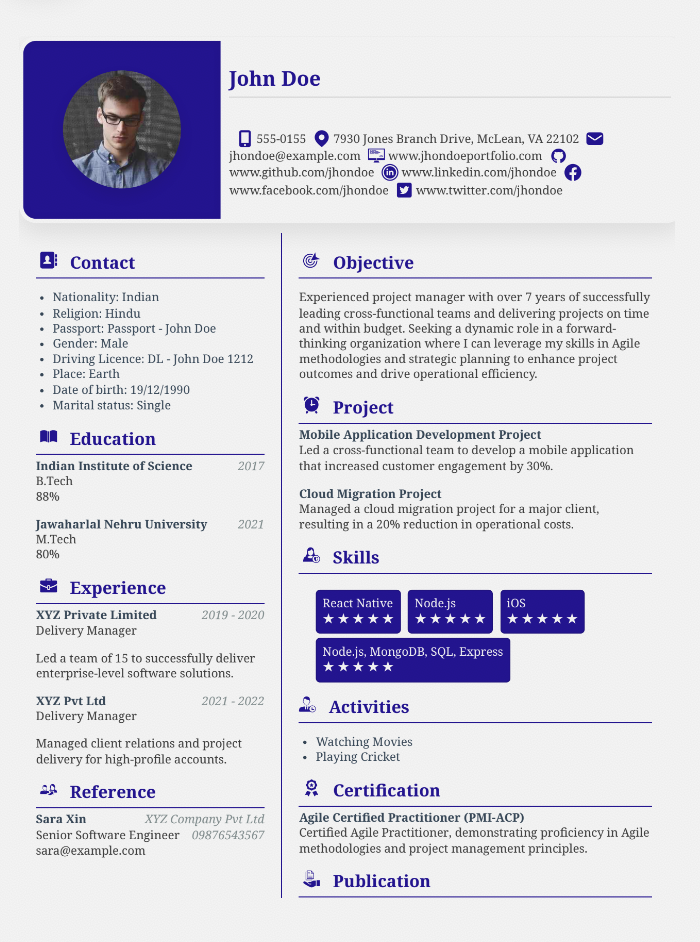 John Doe
555-0155 7930 Jones Branch Drive, McLean, VA 22102
jhondoe@example.com www.jhondoeportfolio.com
www.github.com/jhondoe www.linkedin.com/jhondoe
www.facebook.com/jhondoe www.twitter.com/jhondoe
Contact
• Nationality: Indian
• Religion: Hindu
• Passport: Passport - John Doe
• Gender: Male
• Driving Licence: DL - John Doe 1212
• Place: Earth
• Date of birth: 19/12/1990
• Marital status: Single
Education
Indian Institute of Science 2017
B.Tech
88%
Jawaharlal Nehru University 2021
M.Tech
80%
Experience
XYZ Private Limited 2019 - 2020
Delivery Manager
Led a team of 15 to successfully deliver
enterprise-level software solutions.
XYZ Pvt Ltd 2021 - 2022
Delivery Manager
Managed client relations and project
delivery for high-profile accounts.
Reference
Sara Xin XYZ Company Pvt Ltd
Senior Software Engineer 09876543567
sara@example.com
Objective
Experienced project manager with over 7 years of successfully
leading cross-functional teams and delivering projects on time
and within budget. Seeking a dynamic role in a forward-
thinking organization where I can leverage my skills in Agile
methodologies and strategic planning to enhance project
outcomes and drive operational efficiency.
Project
Mobile Application Development Project
Led a cross-functional team to develop a mobile application
that increased customer engagement by 30%.
Cloud Migration Project
Managed a cloud migration project for a major client,
resulting in a 20% reduction in operational costs.
Skills
React Native Node.js iOS
★★★★★ ★★★★★ ★★★★★
Node.js, MongoDB, SQL, Express
★★★★★
Activities
• Watching Movies
• Playing Cricket
Certification
Agile Certified Practitioner (PMI-ACP)
Certified Agile Practitioner, demonstrating proficiency in Agile
methodologies and project management principles.
Publication